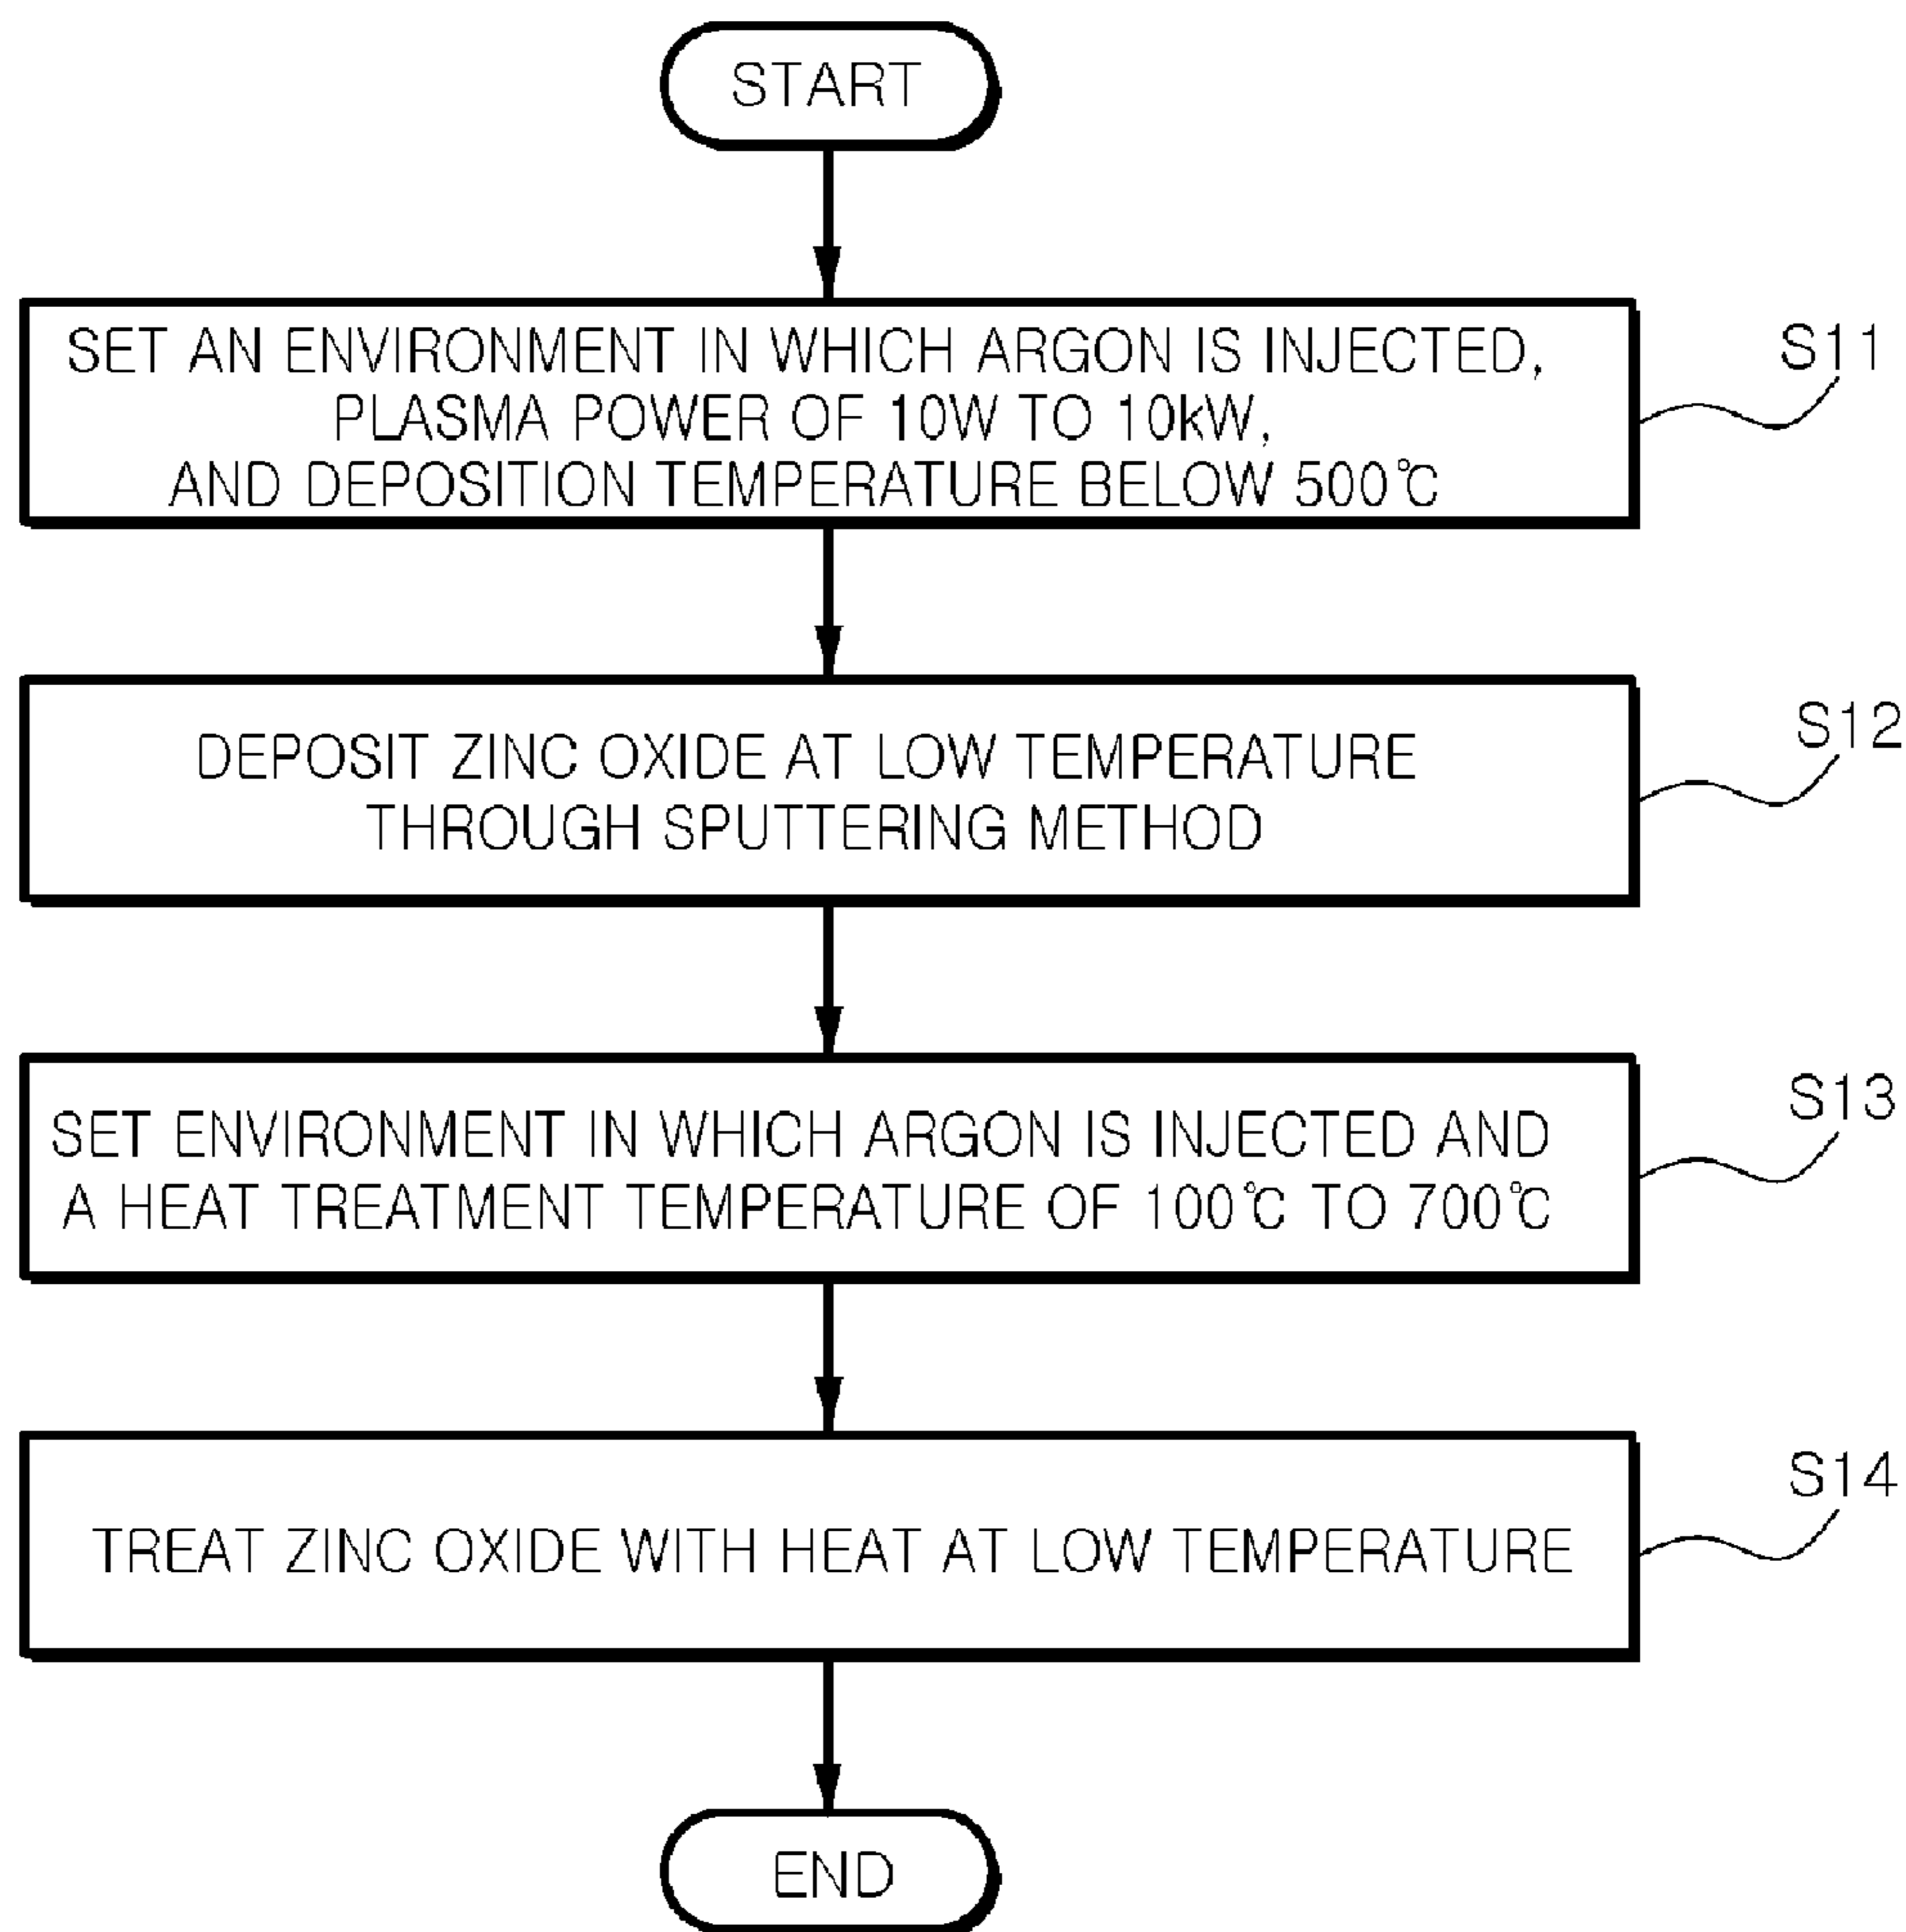 START
SET AN ENVIRONMENT IN WHICH ARGON IS INJECTED,
PLASMA POWER OF 10W TO 10kW,
AND DEPOSITION TEMPERATURE BELOW 500℃
S11
DEPOSIT ZINC OXIDE AT LOW TEMPERATURE
THROUGH SPUTTERING METHOD
S12
SET ENVIRONMENT IN WHICH ARGON IS INJECTED AND
A HEAT TREATMENT TEMPERATURE OF 100℃ TO 700℃
S13
TREAT ZINC OXIDE WITH HEAT AT LOW TEMPERATURE
S14
END